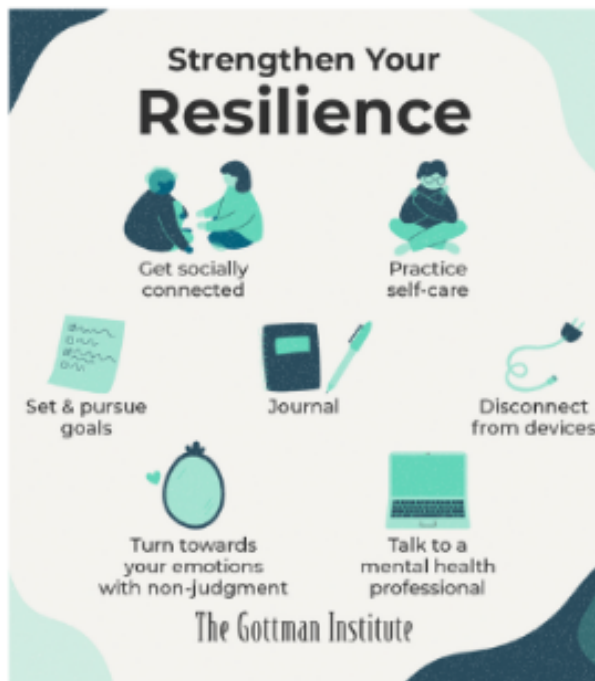 Strengthen Your
Resilience
Get socially
connected
Practice
self-care
Set & pursue
goals
Journal
Disconnect
from devices
Turn towards
your emotions
with non-judgment
Talk to a
mental health
professional
The Gottman Institute